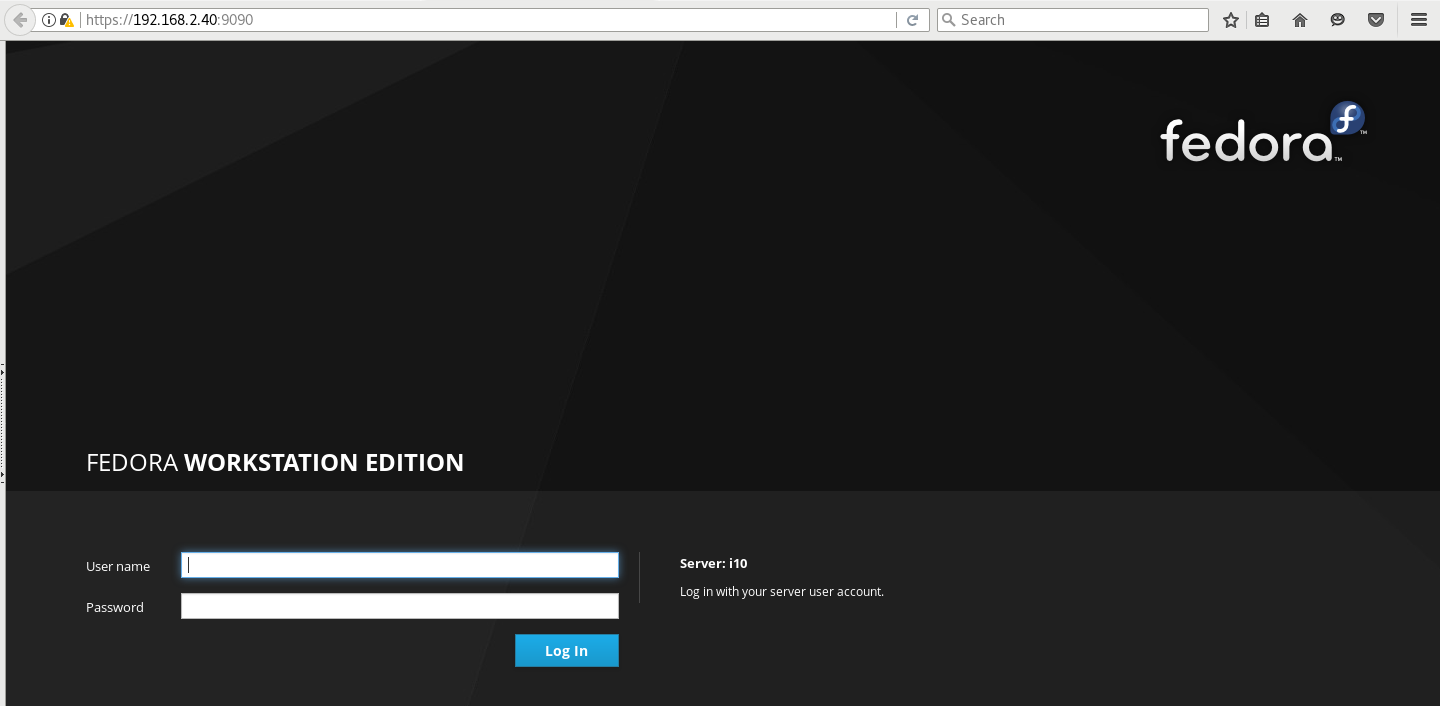 https://192.168.2.40:9090
Search
fedora
FEDORA WORKSTATION EDITION
User name
Password
Log In
Server: i10
Log in with your server user account.